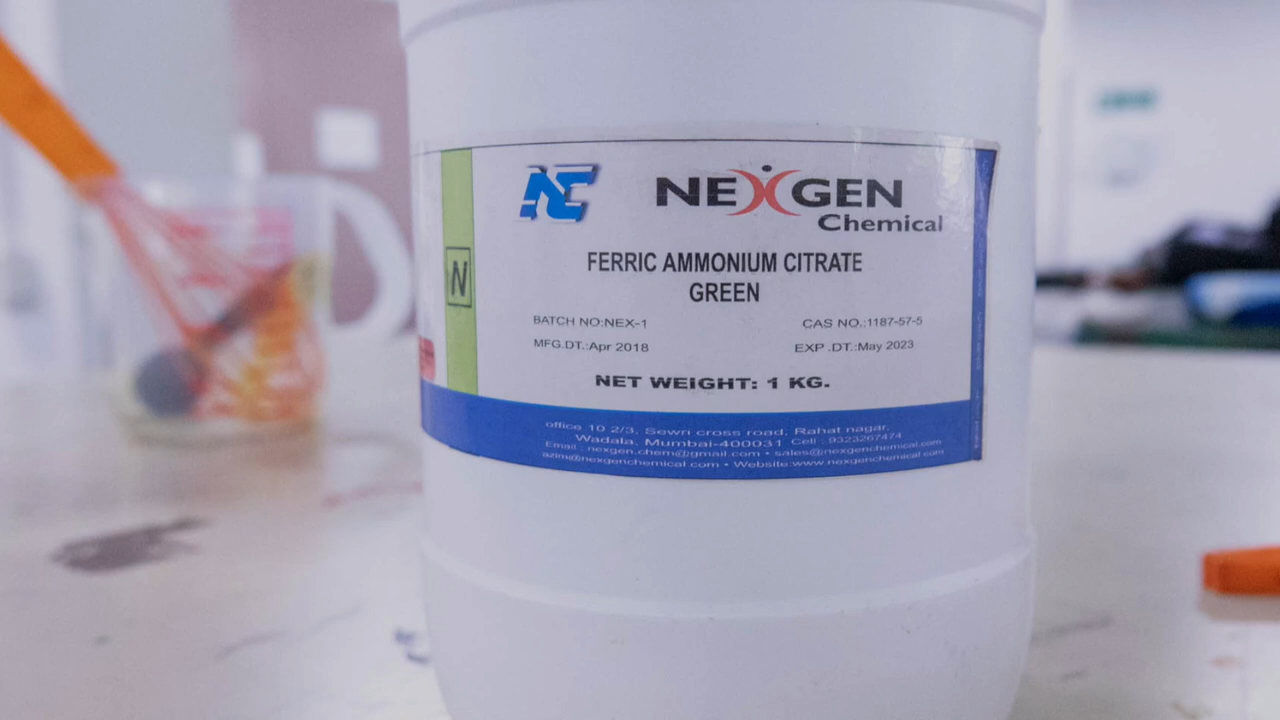 NC
NEXGEN
Chemical
FERRIC AMMONIUM CITRATE
GREEN
N
BATCH NO:NEX-1 CAS NO.:1187-57-5
MFG.DT.:Apr 2018 EXP .DT.:May 2023
NET WEIGHT: 1 KG.
office 10 2/3, Sewri cross road, Rahat nagar,
Wadala, Mumbai-400031 Cell : 9323267474
Email : nexgen.chem@gmail.com • sales@nexgenchemical.com
azim@nexgenchemical.com • Website:www.nexgenchemical.com